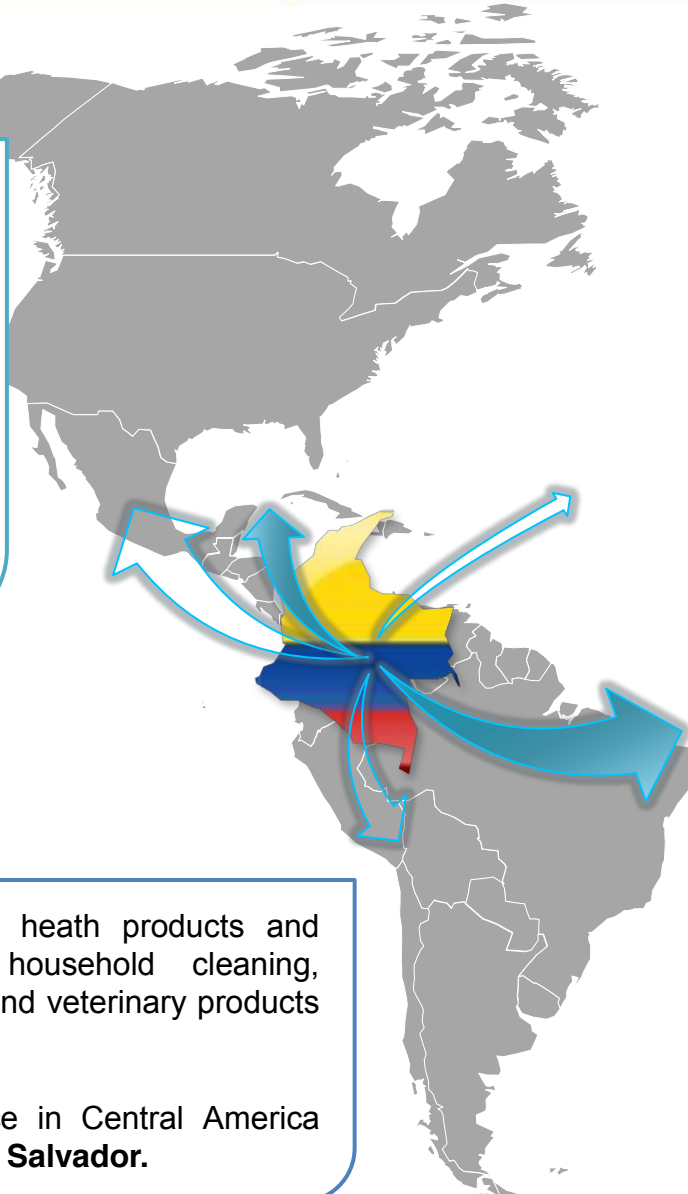 heath products and
household cleaning,
nd veterinary products
e in Central America
Salvador.